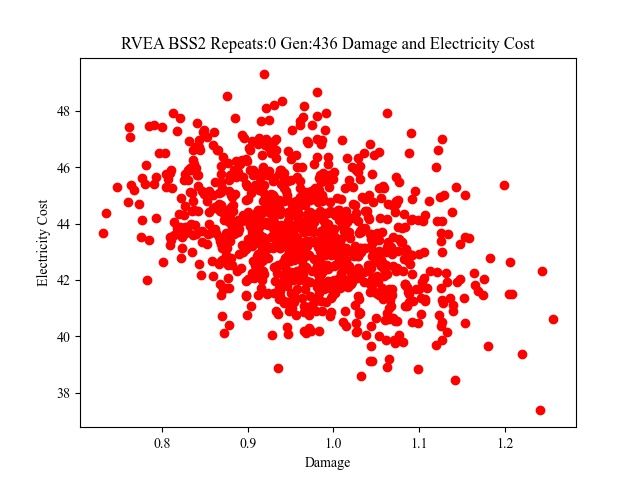 RVEA BSS2 Repeats:0 Gen:436 Damage and Electricity Cost
48
46
44
42
40
38
Electricity Cost
0.8 0.9 1.0 1.1 1.2
Damage